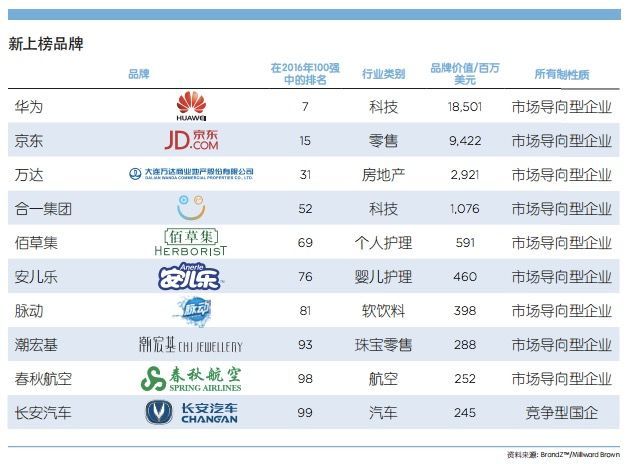 新上榜品牌
品牌
在2016年100强
中的排名
行业类别
品牌价值/百万
美元
所有制性质
华为 HUAWEI 7 科技 18,501 市场导向型企业
京东 JD.COM 京东 15 零售 9,422 市场导向型企业
万达 大连万达商业地产股份有限公司 31 房地产 2,921 市场导向型企业
DALIAN WANDA COMMERCIAL PROPERTIES CO., LTD.
合一集团 52 科技 1,076 市场导向型企业
佰草集 佰草集 69 个人护理 591 市场导向型企业
HERBORIST
Anerle
安儿乐 安儿乐 76 婴儿护理 460 市场导向型企业
脉动 脉动 81 软饮料 398 市场导向型企业
潮宏基 潮宏基 CHJ JEWELLERY 93 珠宝零售 288 市场导向型企业
春秋航空 春秋航空 98 航空 252 市场导向型企业
SPRING AIRLINES
长安汽车 长安汽车 99 汽车 245 竞争型国企
CHANGAN
资料来源: BrandZ™/Millward Brown